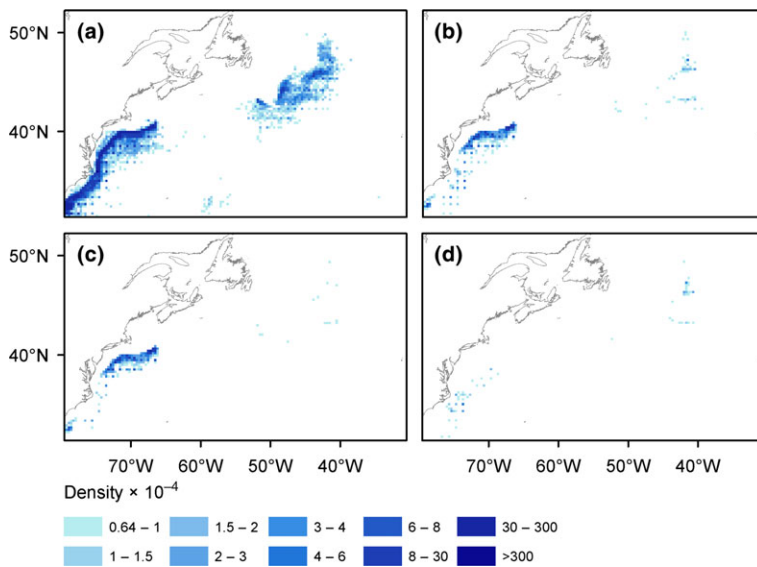 50°N (a) (b)
40°N
50°N (c) (d)
40°N
70°W 60°W 50°W 40°W 70°W 60°W 50°W 40°W
Density × 10⁻⁴
0.64 – 1 1.5 – 2 3 – 4 6 – 8 30 – 300
1 – 1.5 2 – 3 4 – 6 8 – 30 >300